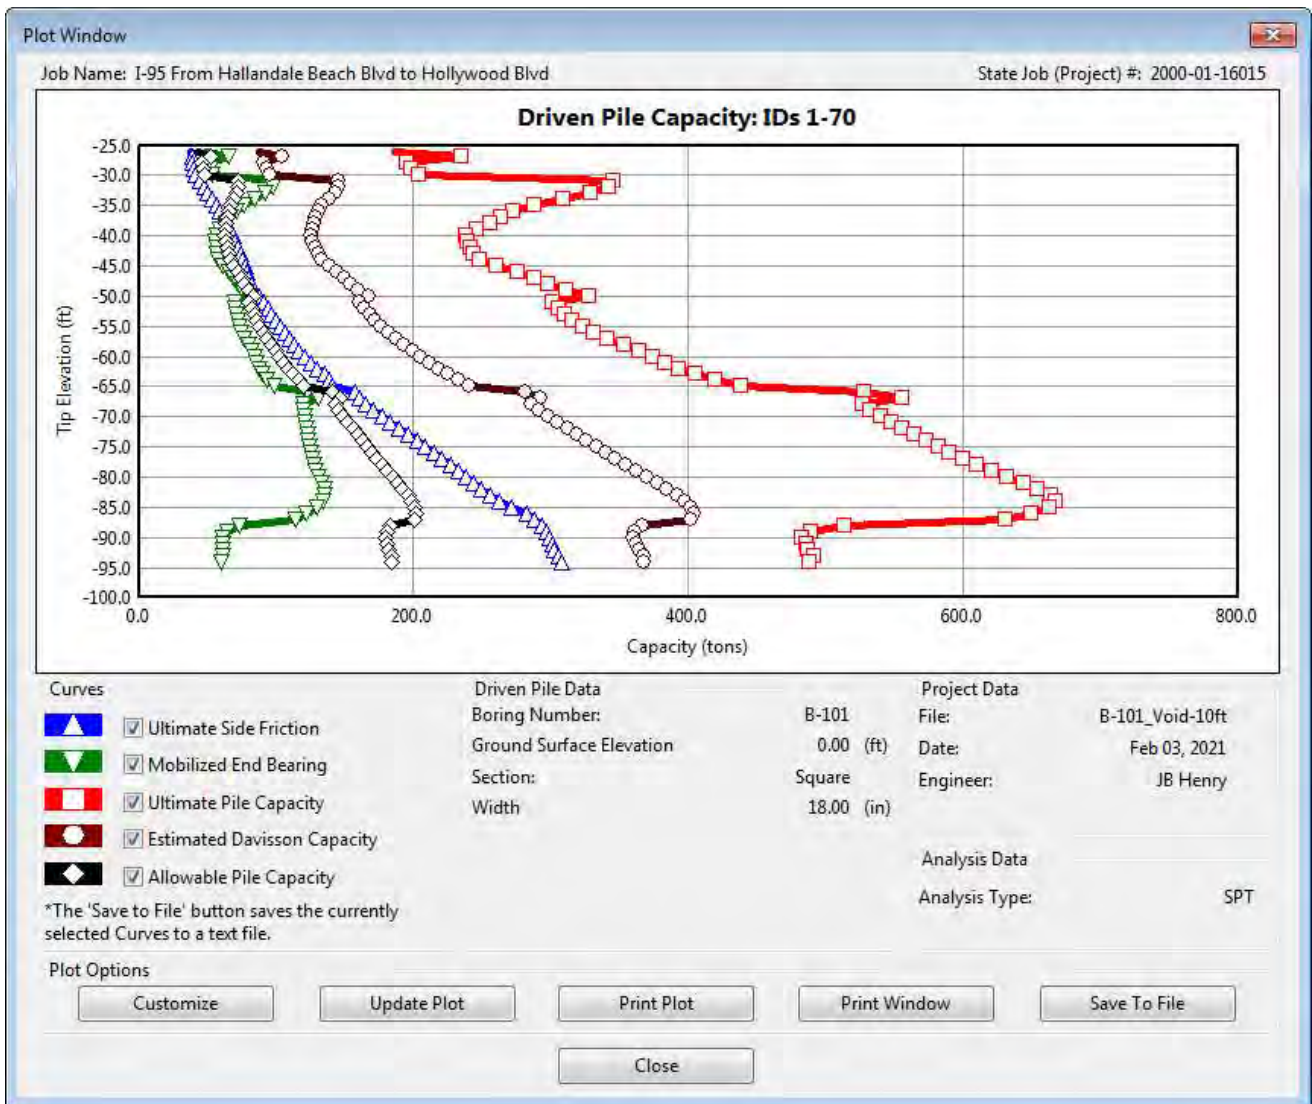 Plot Window
Job Name: I-95 From Hallandale Beach Blvd to Hollywood Blvd
State Job (Project) #: 2000-01-16015
Driven Pile Capacity: IDs 1-70
-25.0
-30.0
-35.0
-40.0
-45.0
-50.0
-55.0
-60.0
-65.0
-70.0
-75.0
-80.0
-85.0
-90.0
-95.0
-100.0
Tip Elevation (ft)
0.0
200.0
400.0
600.0
800.0
Capacity (tons)
Curves
Ultimate Side Friction
Mobilized End Bearing
Ultimate Pile Capacity
Estimated Davisson Capacity
Allowable Pile Capacity
*The 'Save to File' button saves the currently
selected Curves to a text file.
Driven Pile Data
Boring Number: B-101
Ground Surface Elevation 0.00 (ft)
Section: Square
Width 18.00 (in)
Project Data
File: B-101_Void-10ft
Date: Feb 03, 2021
Engineer: JB Henry
Analysis Data
Analysis Type: SPT
Plot Options
Customize
Update Plot
Print Plot
Print Window
Save To File
Close